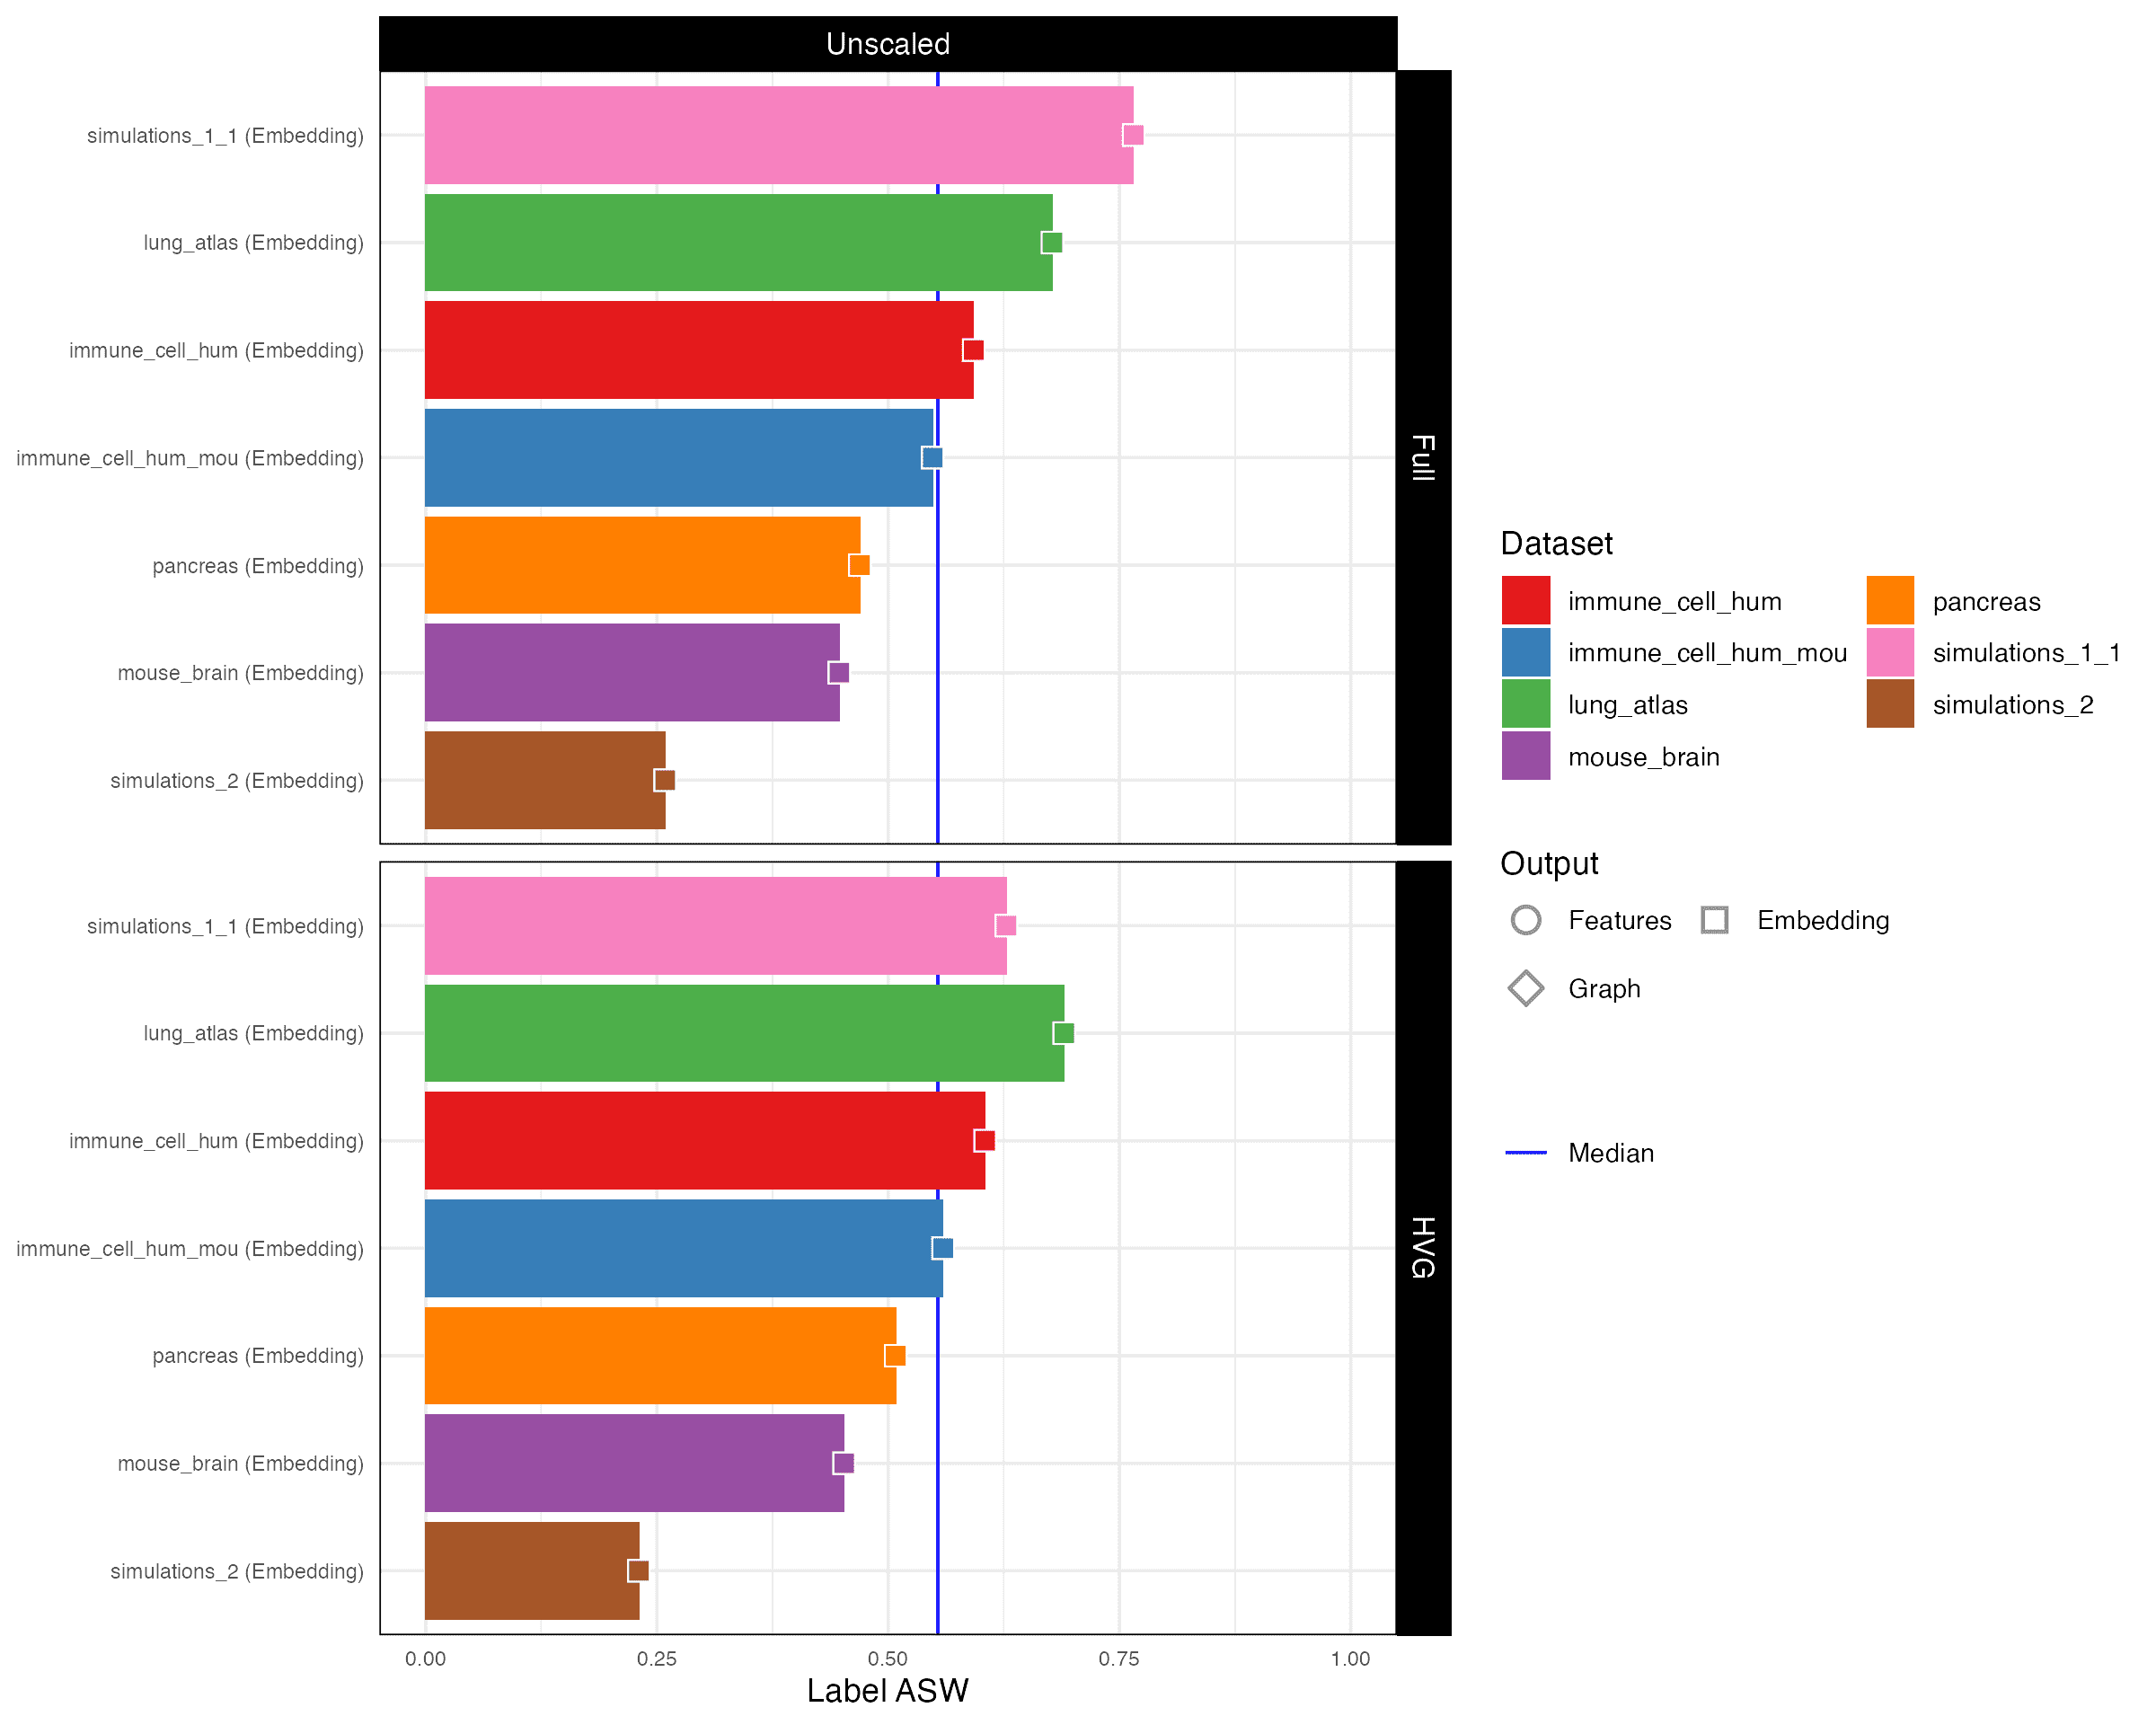 Unscaled
simulations_1_1 (Embedding)
lung_atlas (Embedding)
immune_cell_hum (Embedding)
immune_cell_hum_mou (Embedding)
pancreas (Embedding)
mouse_brain (Embedding)
simulations_2 (Embedding)
Full
simulations_1_1 (Embedding)
lung_atlas (Embedding)
immune_cell_hum (Embedding)
immune_cell_hum_mou (Embedding)
pancreas (Embedding)
mouse_brain (Embedding)
simulations_2 (Embedding)
HVG
0.00 0.25 0.50 0.75 1.00
Label ASW
Dataset
immune_cell_hum pancreas
immune_cell_hum_mou simulations_1_1
lung_atlas simulations_2
mouse_brain
Output
Features Embedding
Graph
Median